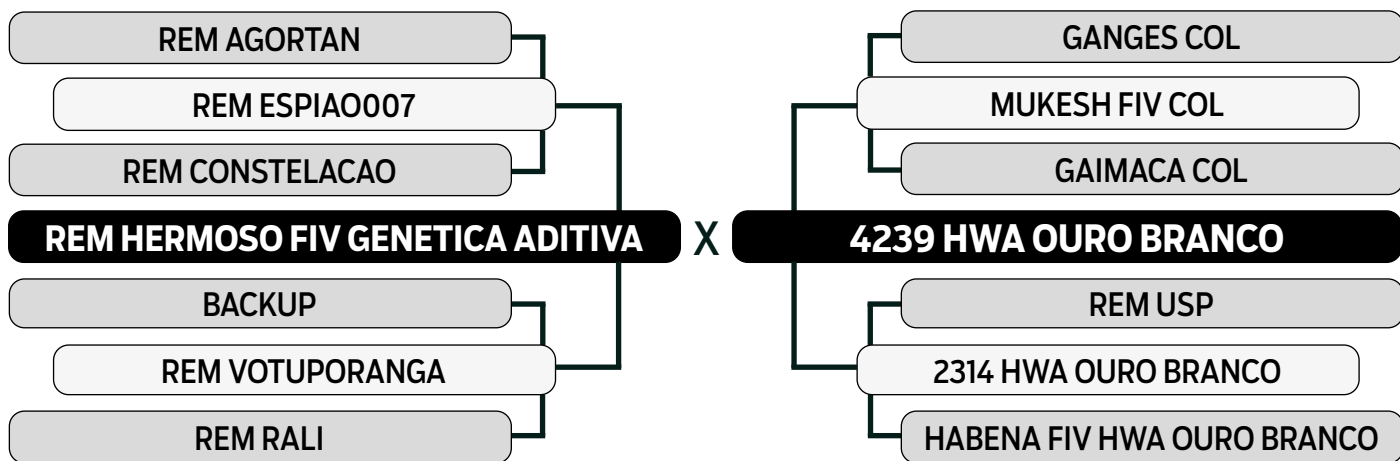 REM AGORTAN
GANGES COL
REM ESPIAO007
MUKESH FIV COL
REM CONSTELACAO
GAIMACA COL
REM HERMOSO FIV GENETICA ADITIVA X 4239 HWA OURO BRANCO
BACKUP
REM USP
REM VOTUPORANGA
2314 HWA OURO BRANCO
REM RALI
HABENA FIV HWA OURO BRANCO